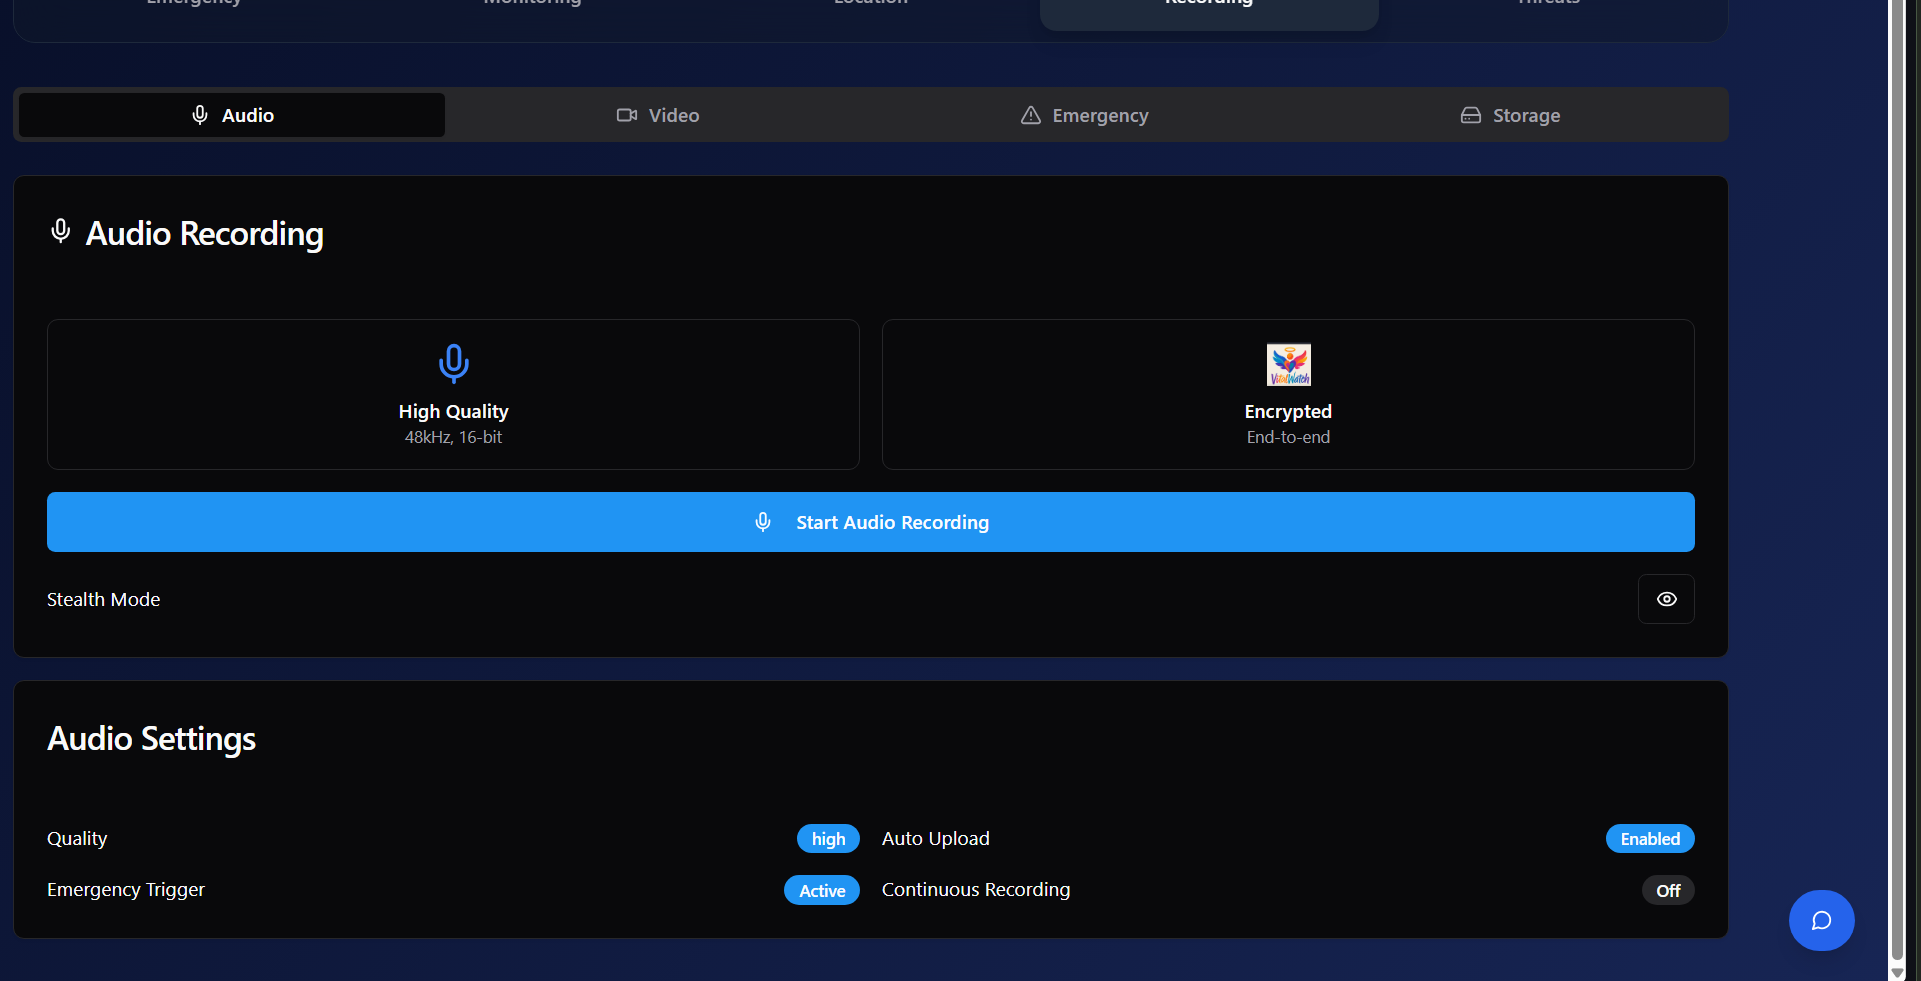 Emergency
Monitoring
Location
Recording
Threats
Audio
Video
Emergency
Storage
Audio Recording
High Quality
48kHz, 16-bit
VitalWatch
Encrypted
End-to-end
Start Audio Recording
Stealth Mode
Audio Settings
Quality
high
Auto Upload
Enabled
Emergency Trigger
Active
Continuous Recording
Off